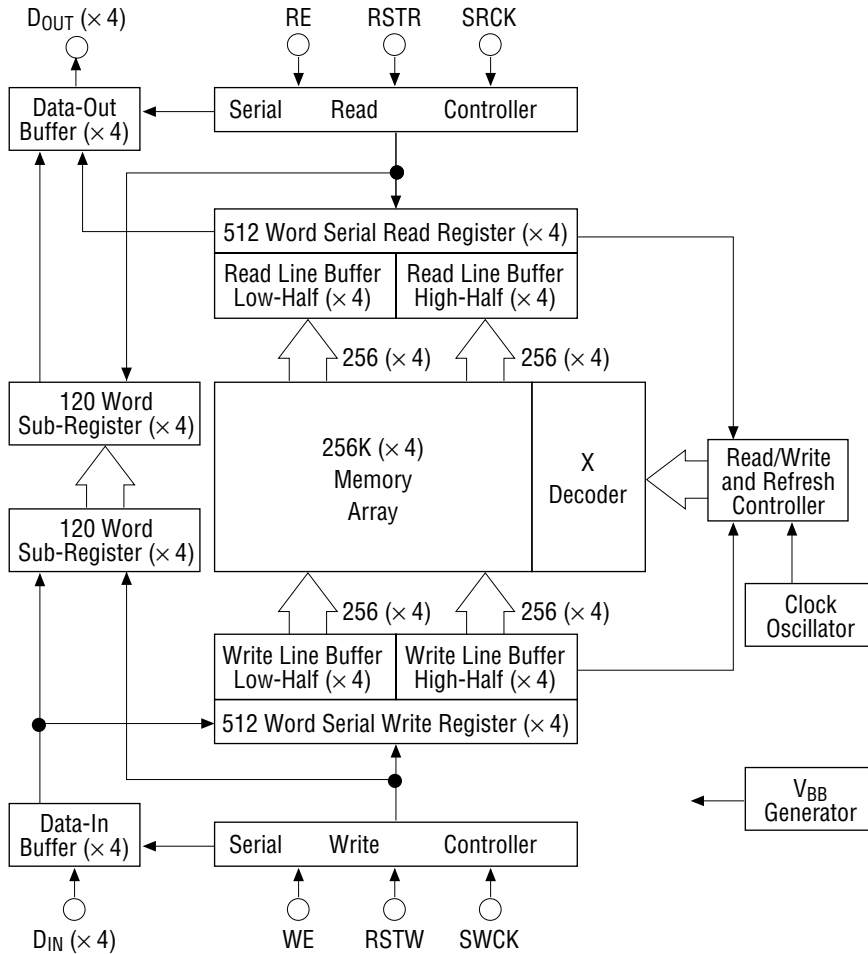 DOUT (× 4)
RE
RSTR
SRCK
Data-Out
Buffer (× 4)
Serial Read Controller
512 Word Serial Read Register (× 4)
Read Line Buffer
Low-Half (× 4)
Read Line Buffer
High-Half (× 4)
256 (× 4)
256 (× 4)
120 Word
Sub-Register (× 4)
256K (× 4)
Memory
Array
X
Decoder
Read/Write
and Refresh
Controller
120 Word
Sub-Register (× 4)
256 (× 4)
256 (× 4)
Clock
Oscillator
Write Line Buffer
Low-Half (× 4)
Write Line Buffer
High-Half (× 4)
512 Word Serial Write Register (× 4)
VBB
Generator
Data-In
Buffer (× 4)
Serial Write Controller
DIN (× 4)
WE
RSTW
SWCK